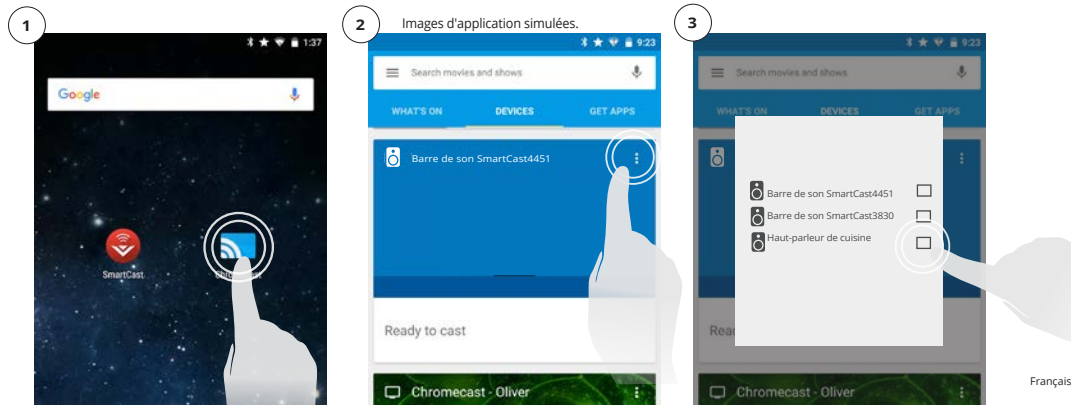 1
1:37
Google
SmartCast
Chromecast
2
Images d'application simulées.
9:23
Search movies and shows
WHAT'S ON DEVICES GET APPS
Barre de son SmartCast4451
Ready to cast
Chromecast - Oliver
3
9:23
Search movies and shows
WHAT'S ON DEVICES GET APPS
Barre de son SmartCast4451
Barre de son SmartCast3830
Haut-parleur de cuisine
Chromecast - Oliver
Français